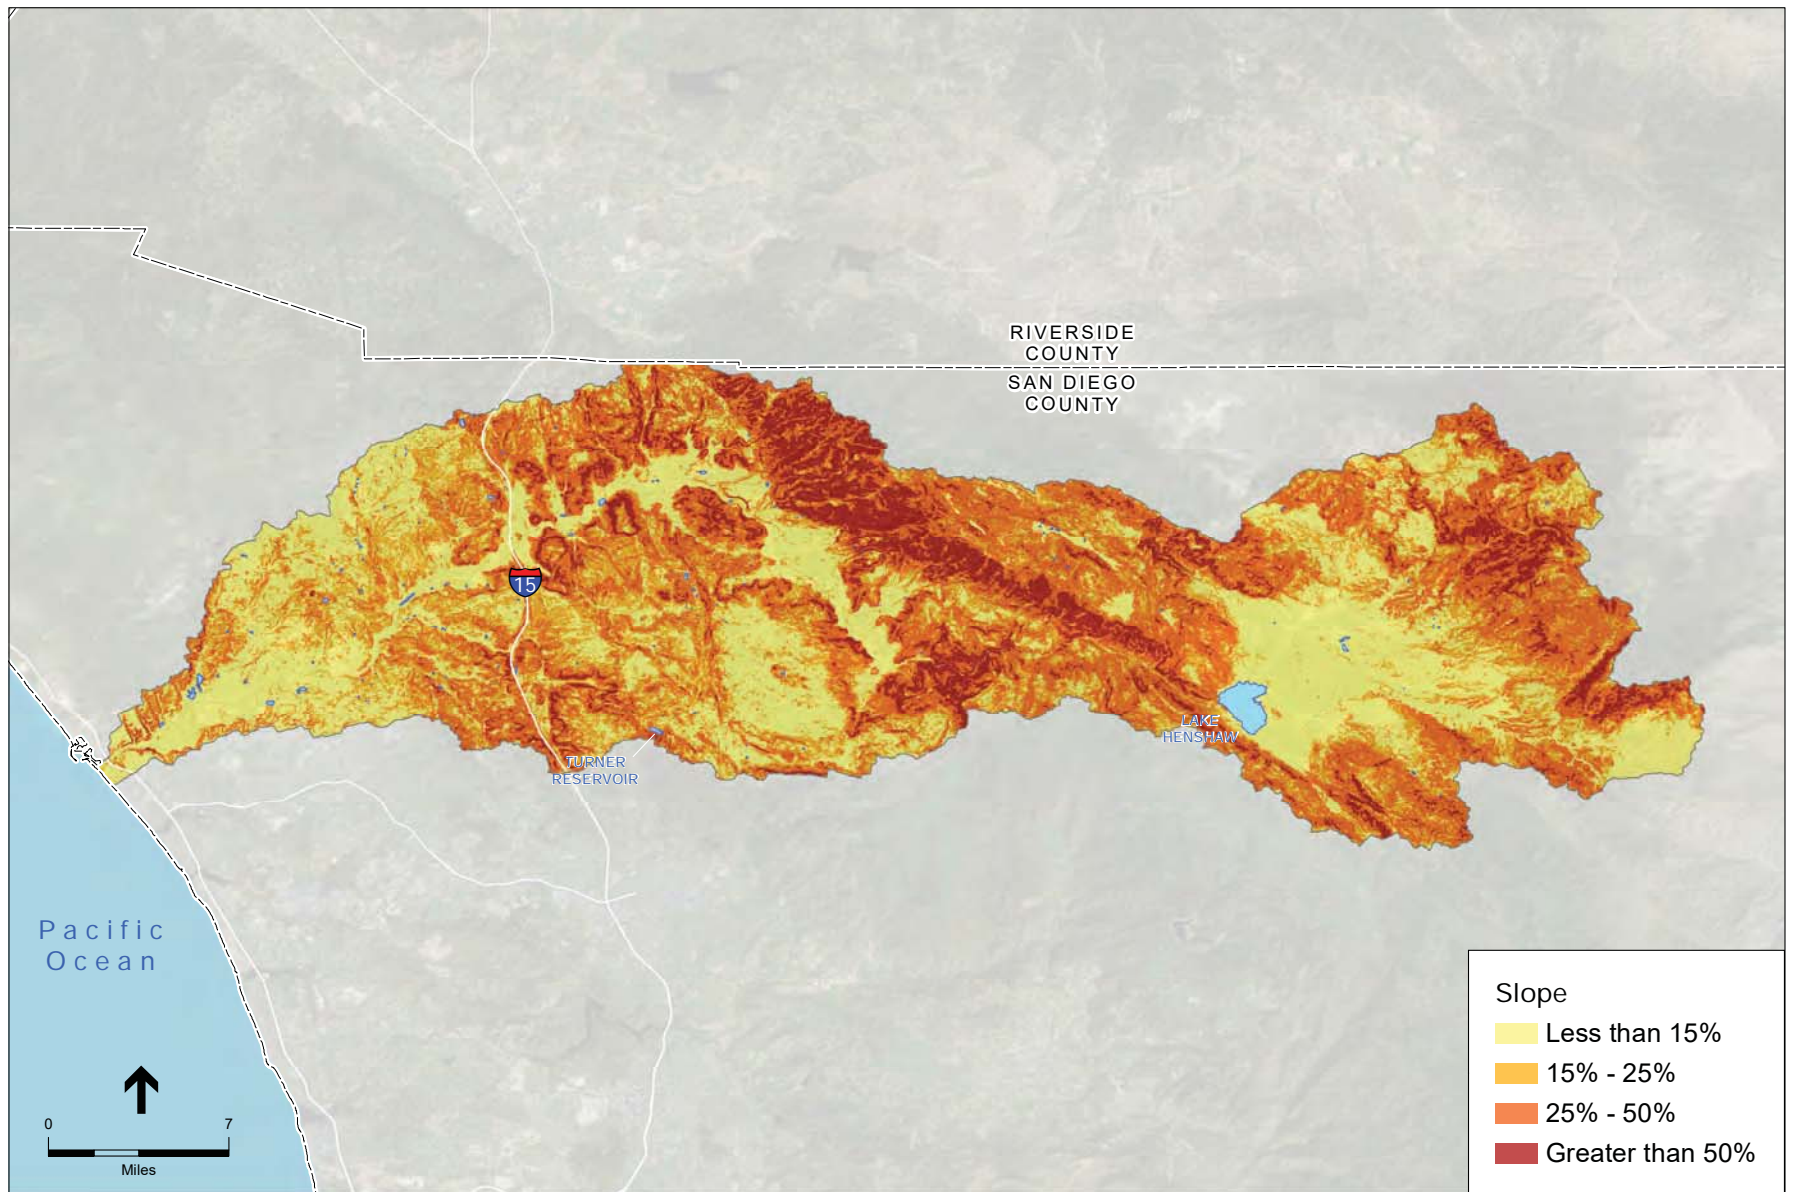 RIVERSIDE
COUNTY
SAN DIEGO
COUNTY
15
LAKE
HENSHAW
TURNER
RESERVOIR
Pacific
Ocean
0 7
Miles
Slope
Less than 15%
15% - 25%
25% - 50%
Greater than 50%